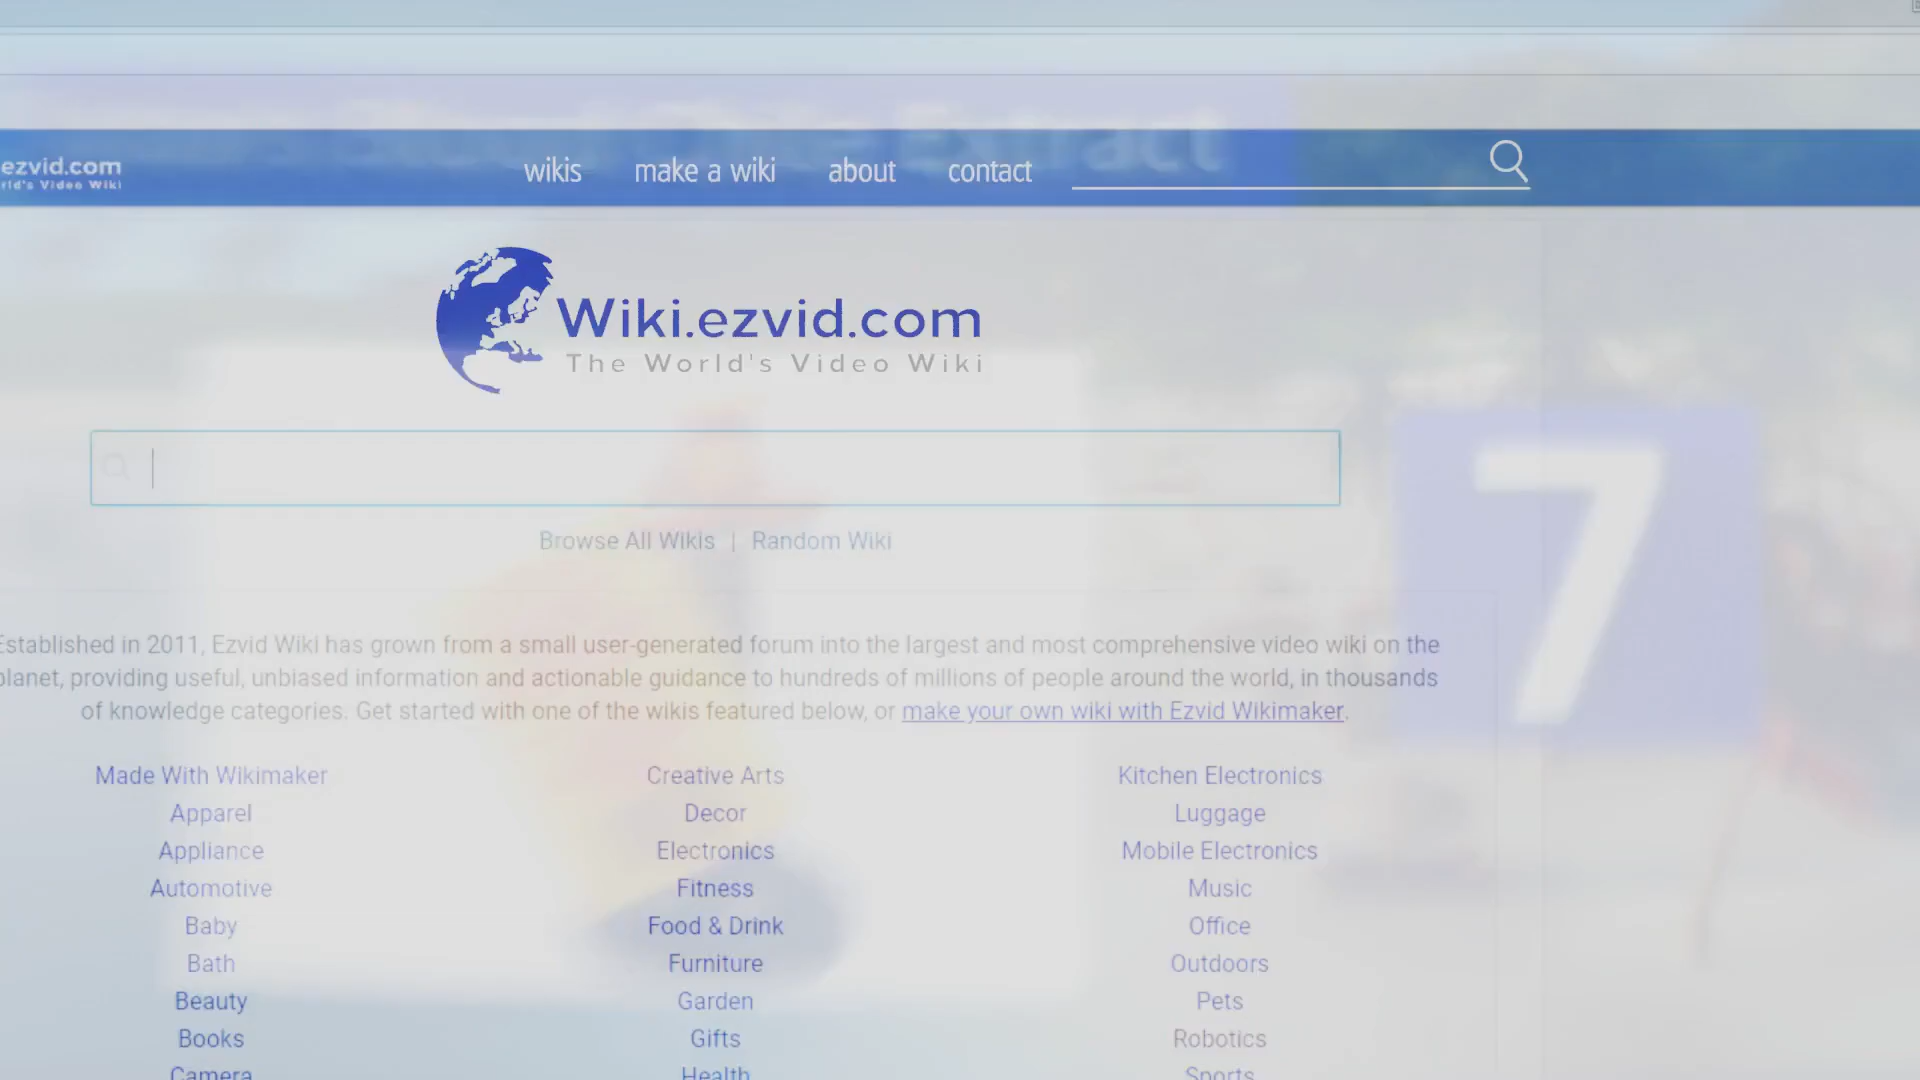 Extract
ezvid.com
wikis make a wiki about contact
Wiki.ezvid.com
The World's Video Wiki
Browse All Wikis | Random Wiki
7
Established in 2011, Ezvid Wiki has grown from a small user-generated forum into the largest and most comprehensive video wiki on the
planet, providing useful, unbiased information and actionable guidance to hundreds of millions of people around the world, in thousands
of knowledge categories. Get started with one of the wikis featured below, or make your own wiki with Ezvid Wikimaker.
Made With Wikimaker Creative Arts Kitchen Electronics
Apparel Decor Luggage
Appliance Electronics Mobile Electronics
Automotive Fitness Music
Baby Food & Drink Office
Bath Furniture Outdoors
Beauty Garden Pets
Books Gifts Robotics
Camera Health Sports